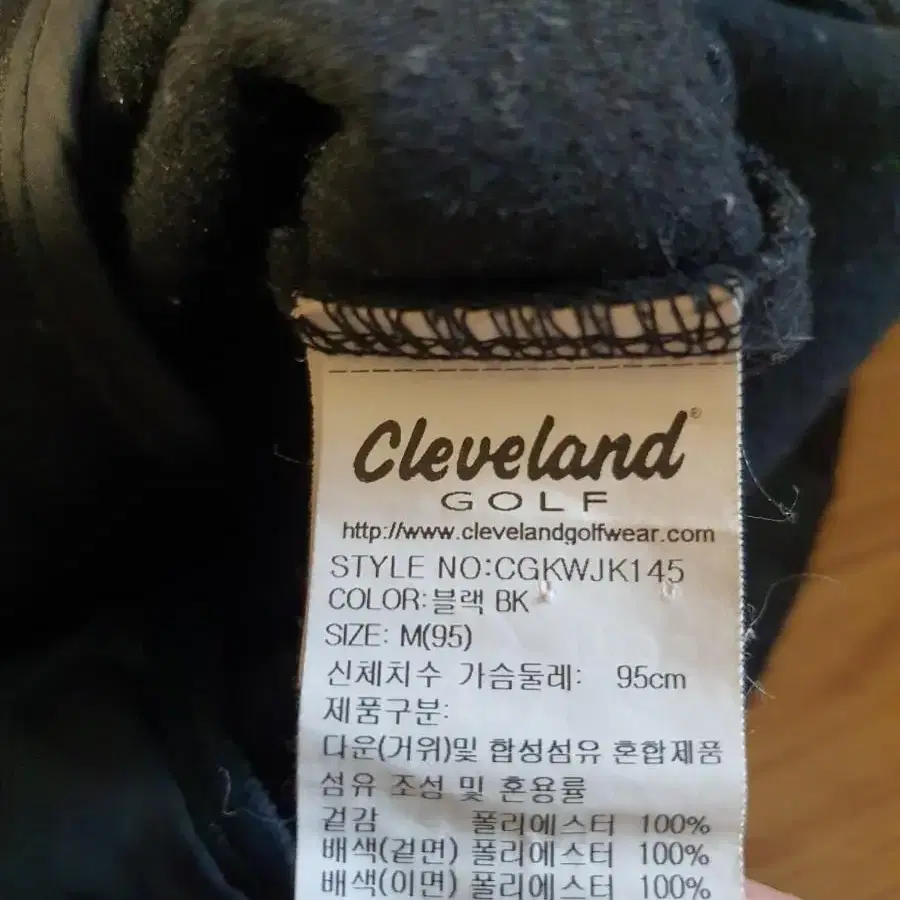 Cleveland®
GOLF
http://www.clevelandgolfwear.com
STYLE NO:CGKWJK145
COLOR:블랙 BK
SIZE: M(95)
신체치수 가슴둘레: 95cm
제품구분:
다운(거위)및 합성섬유 혼합제품
섬유 조성 및 혼용률
겉감 폴리에스터 100%
배색(겉면) 폴리에스터 100%
배색(이면) 폴리에스터 100%